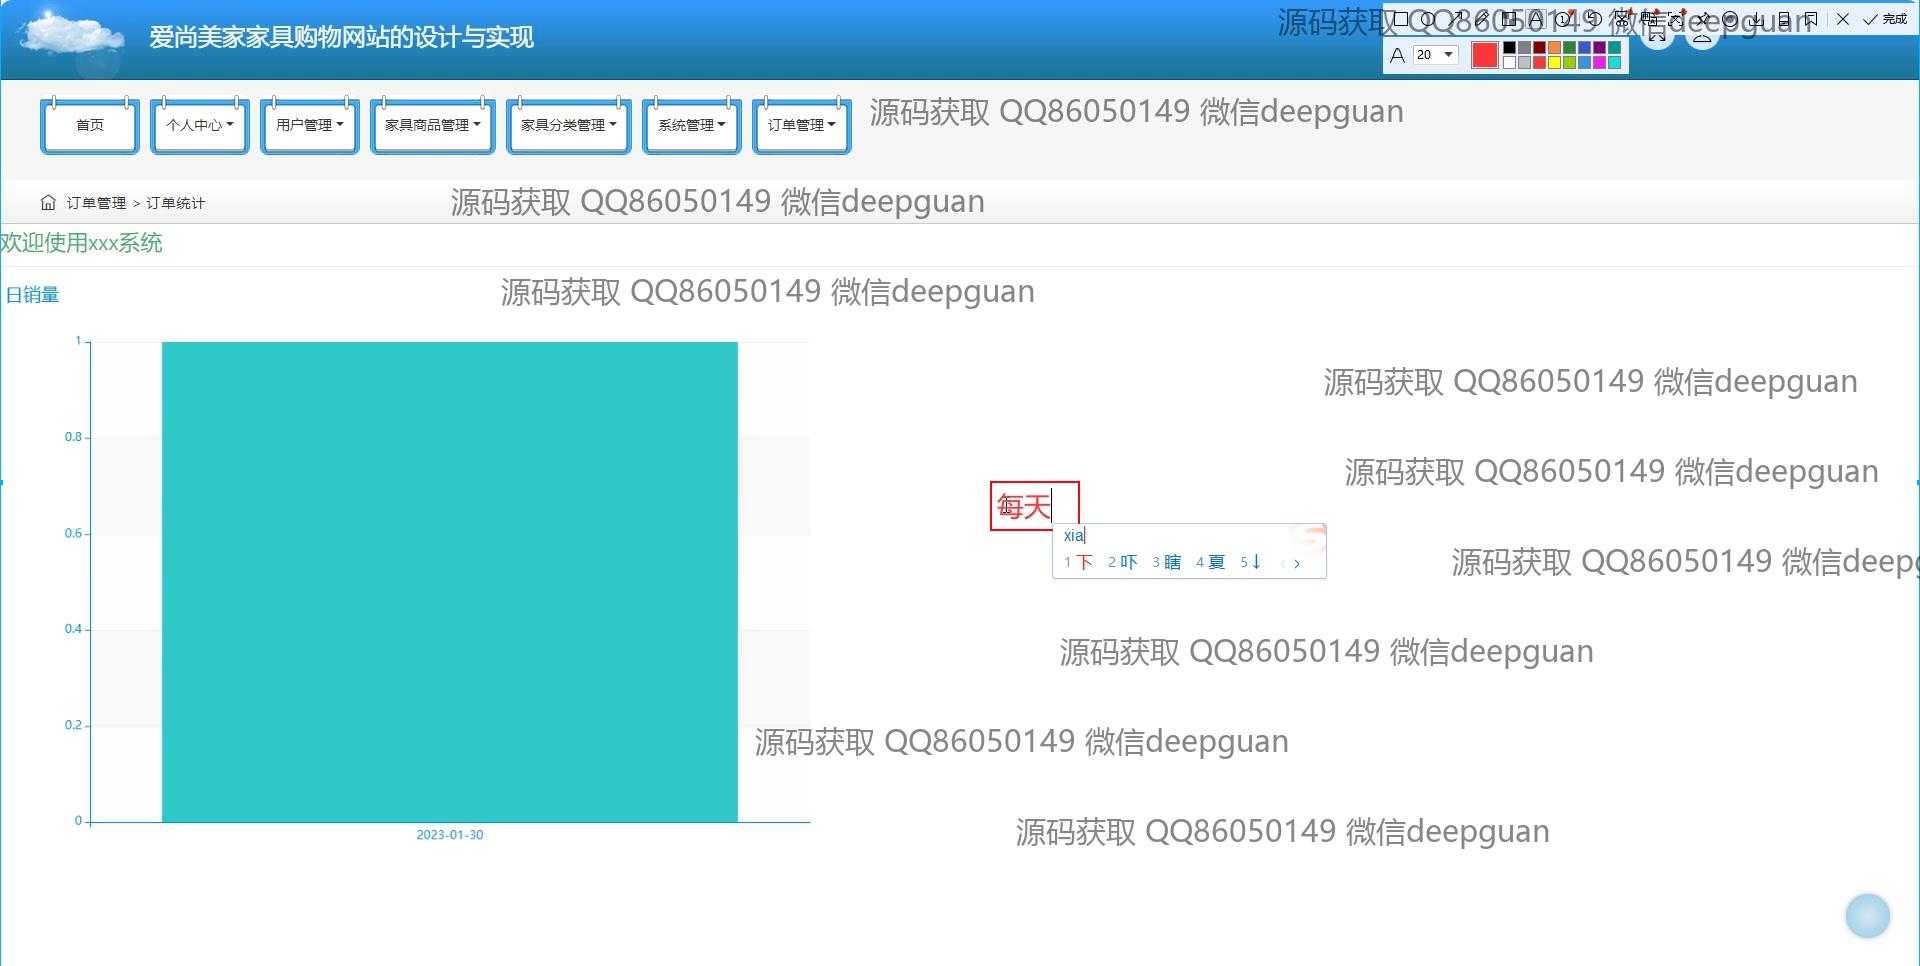 爱尚美家家具购物网站的设计与实现
源码获取 QQ86050149 微信deepguan
完成
A 20
首页 个人中心 用户管理 家具商品管理 家具分类管理 系统管理 订单管理
源码获取 QQ86050149 微信deepguan
订单管理 > 订单统计
源码获取 QQ86050149 微信deepguan
欢迎使用xxx系统
日销量
源码获取 QQ86050149 微信deepguan
1
0.8
0.6
0.4
0.2
0
2023-01-30
源码获取 QQ86050149 微信deepguan
源码获取 QQ86050149 微信deepguan
每天
xia
1 下 2 吓 3 瞎 4 夏 5
源码获取 QQ86050149 微信deep
源码获取 QQ86050149 微信deepguan
源码获取 QQ86050149 微信deepguan
源码获取 QQ86050149 微信deepguan